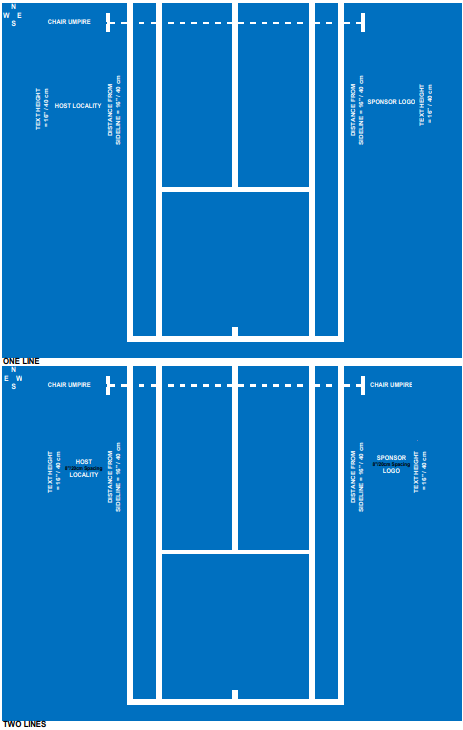 N
W E
S
CHAIR UMPIRE
TEXT HEIGHT
= 16"/ 40 cm
HOST LOCALITY
DISTANCE FROM
SIDELINE = 16"/ 40 cm
DISTANCE FROM
SIDELINE = 16"/ 40 cm
SPONSOR LOGO
TEXT HEIGHT
= 16"/ 40 cm
ONE LINE
N
E W
S
CHAIR UMPIRE
CHAIR UMPIRE
TEXT HEIGHT
= 16"/ 40 cm
HOST
Spacing
LOCALITY
DISTANCE FROM
SIDELINE = 16"/ 40 cm
DISTANCE FROM
SIDELINE = 16"/ 40 cm
SPONSOR
Spacing
LOGO
TEXT HEIGHT
= 16"/ 40 cm
TWO LINES